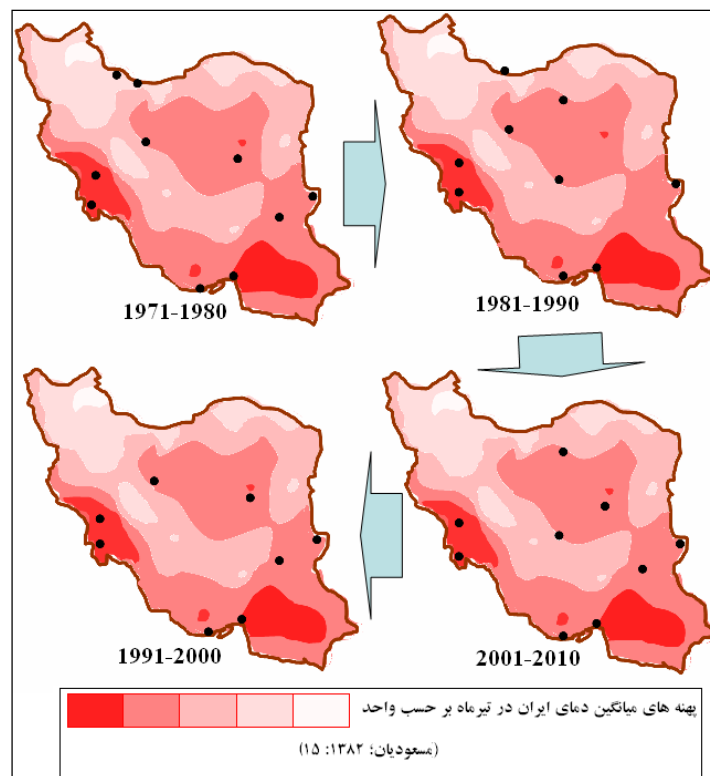 1971-1980
1981-1990
1991-2000
2001-2010
پهنه های میانگین دمای ایران در تیرماه بر حسب واحد
(مسعودیان؛ ۱۳۸۲: ۱۵)